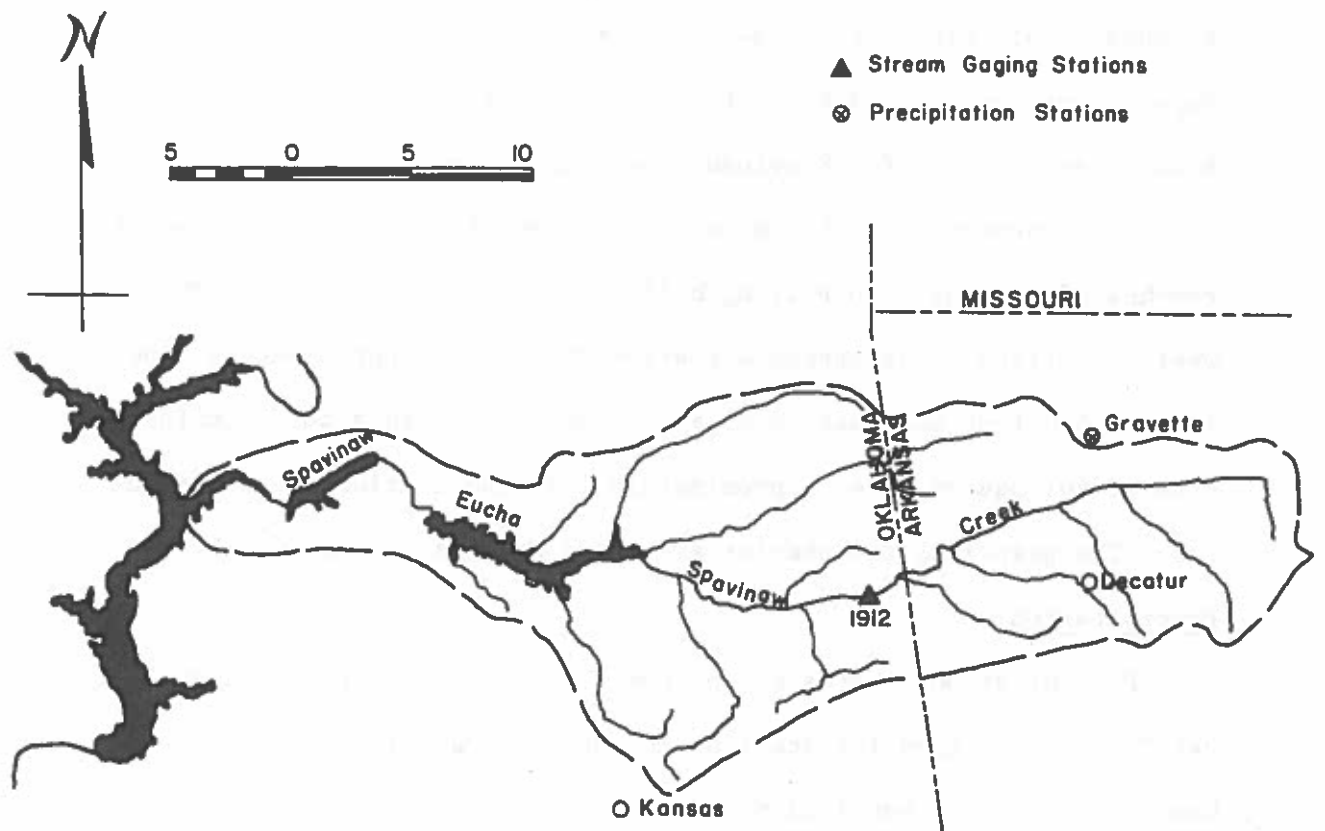 N
▲ Stream Gaging Stations
⊗ Precipitation Stations
5 0 5 10
MISSOURI
OKLAHOMA
ARKANSAS
Gravette
Spavinaw
Eucha
Creek
Spavinaw
Decatur
1912
Kansas